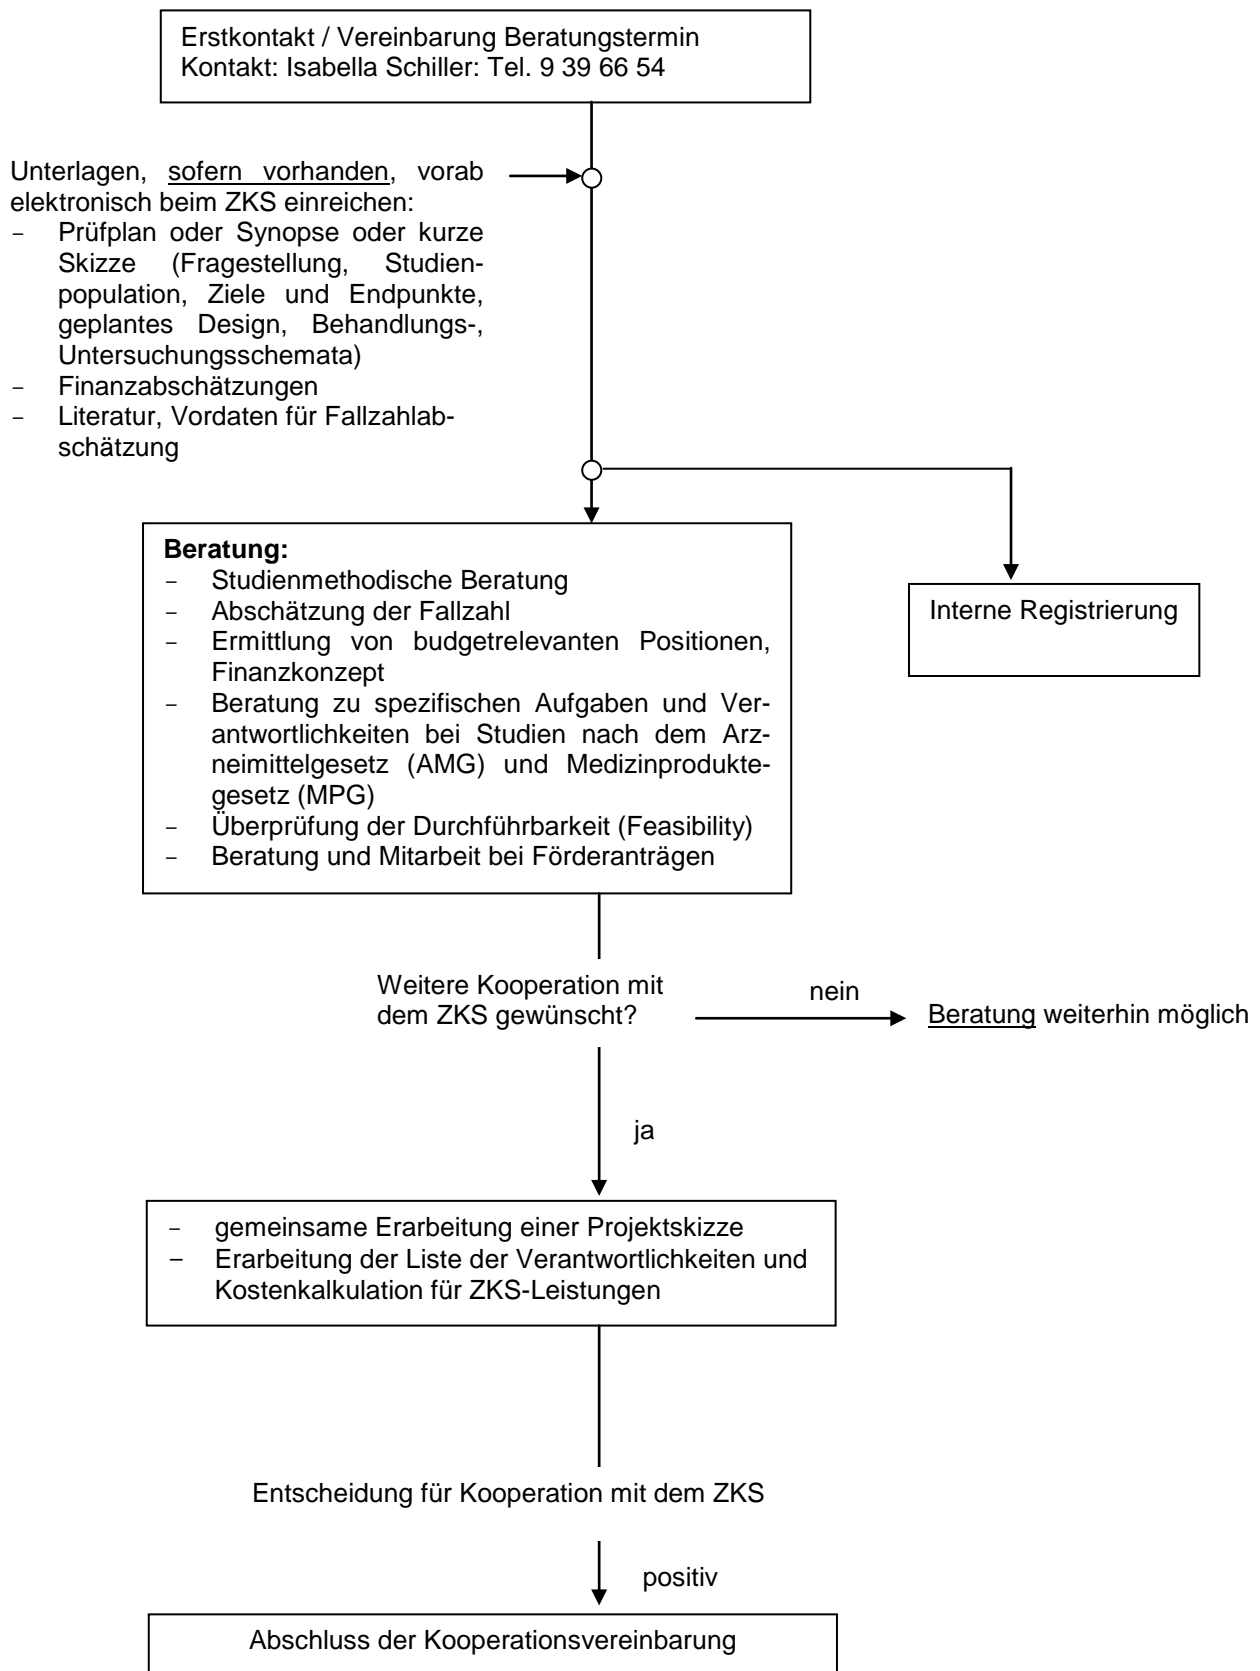 Erstkontakt / Vereinbarung Beratungstermin
Kontakt: Isabella Schiller: Tel. 9 39 66 54
Unterlagen, sofern vorhanden, vorab
elektronisch beim ZKS einreichen:
- Prüfplan oder Synopse oder kurze
Skizze (Fragestellung, Studien-
population, Ziele und Endpunkte,
geplantes Design, Behandlungs-,
Untersuchungsschemata)
- Finanzabschätzungen
- Literatur, Vordaten für Fallzahlab-
schätzung
Beratung:
- Studienmethodische Beratung
- Abschätzung der Fallzahl
- Ermittlung von budgetrelevanten Positionen,
Finanzkonzept
- Beratung zu spezifischen Aufgaben und Ver-
antwortlichkeiten bei Studien nach dem Arz-
neimittelgesetz (AMG) und Medizinprodukte-
gesetz (MPG)
- Überprüfung der Durchführbarkeit (Feasibility)
- Beratung und Mitarbeit bei Förderanträgen
Interne Registrierung
Weitere Kooperation mit
dem ZKS gewünscht?
nein
Beratung weiterhin möglich
ja
- gemeinsame Erarbeitung einer Projektskizze
- Erarbeitung der Liste der Verantwortlichkeiten und
Kostenkalkulation für ZKS-Leistungen
Entscheidung für Kooperation mit dem ZKS
positiv
Abschluss der Kooperationsvereinbarung